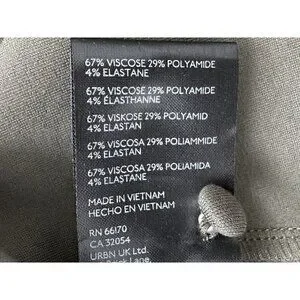 67% VISCOSE 29% POLYAMIDE
4% ELASTANE
67% VISCOSE 29% POLYAMIDE
4% ÉLASTHANNE
67% VISKOSE 29% POLYAMID
4% ELASTAN
67% VISCOSA 29% POLIAMMIDE
4% ELASTAN
67% VISCOSA 29% POLIAMIDA
4% ELASTANE
MADE IN VIETNAM
HECHO EN VIETNAM
RN 66170
CA 32054
URBN UK Ltd.
Lane,